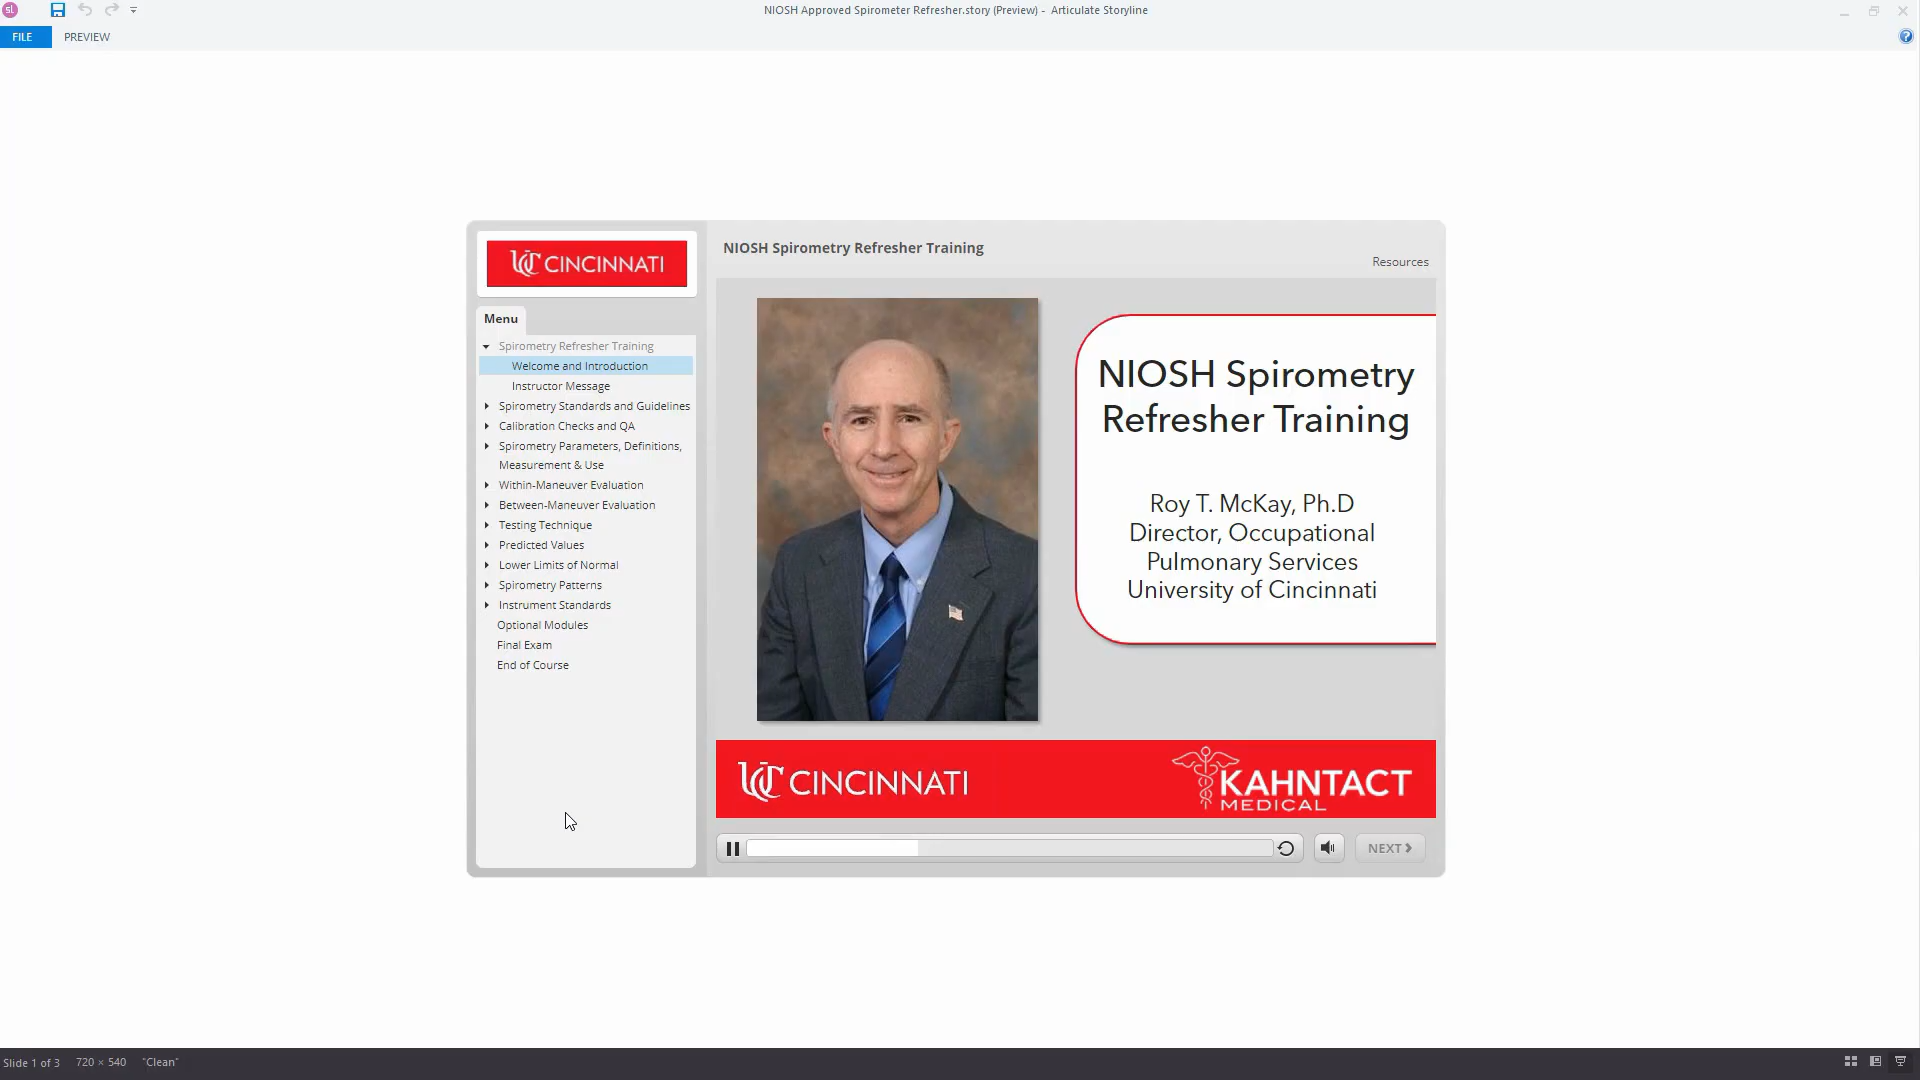 NIOSH Approved Spirometer Refresher.story (Preview) - Articulate Storyline
FILE
PREVIEW
UC CINCINNATI
NIOSH Spirometry Refresher Training
Resources
Menu
Spirometry Refresher Training
Welcome and Introduction
Instructor Message
Spirometry Standards and Guidelines
Calibration Checks and QA
Spirometry Parameters, Definitions,
Measurement & Use
Within-Maneuver Evaluation
Between-Maneuver Evaluation
Testing Technique
Predicted Values
Lower Limits of Normal
Spirometry Patterns
Instrument Standards
Optional Modules
Final Exam
End of Course
NIOSH Spirometry
Refresher Training
Roy T. McKay, Ph.D
Director, Occupational
Pulmonary Services
University of Cincinnati
UC CINCINNATI
KAHNTACT
MEDICAL
NEXT
Slide 1 of 3
720 × 540
"Clean"